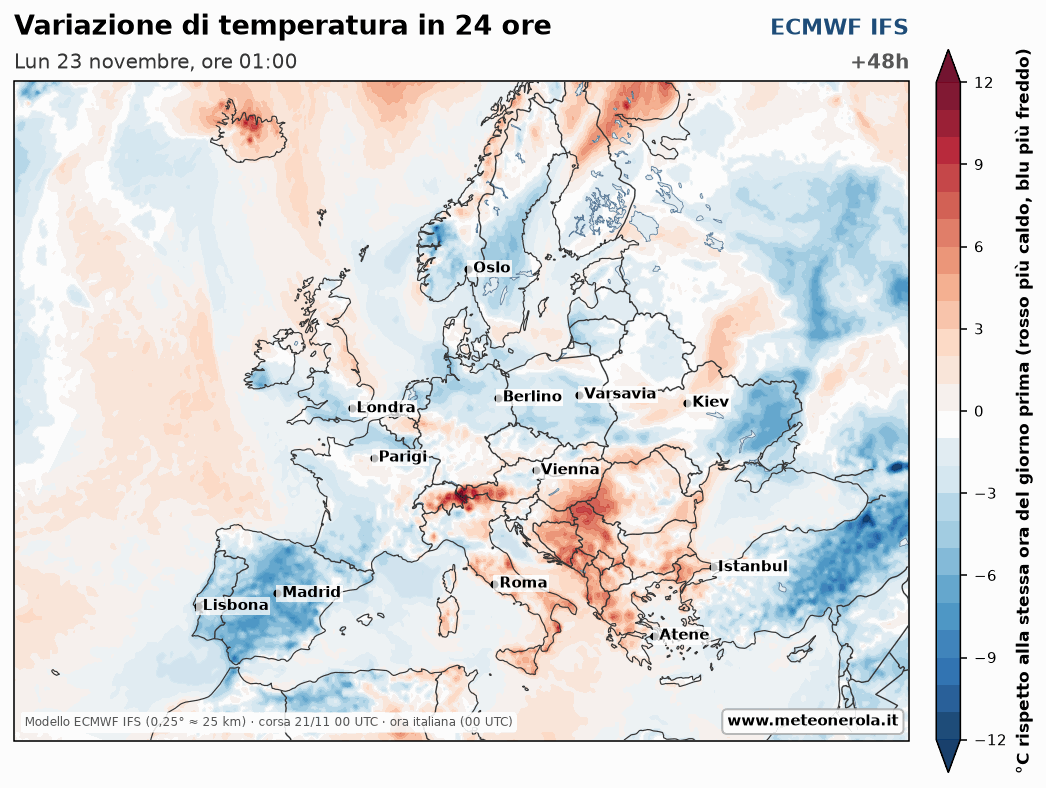 Variazione di temperatura in 24 ore
ECMWF IFS
Lun 23 novembre, ore 01:00
+48h
Oslo
Londra
Berlino
Varsavia
Kiev
Parigi
Vienna
Istanbul
Roma
Madrid
Lisbona
Atene
Modello ECMWF IFS (0,25° ≈ 25 km) · corsa 21/11 00 UTC · ora italiana (00 UTC)
www.meteonerola.it
12
9
6
3
0
−3
−6
−9
−12
°C rispetto alla stessa ora del giorno prima (rosso più caldo, blu più freddo)